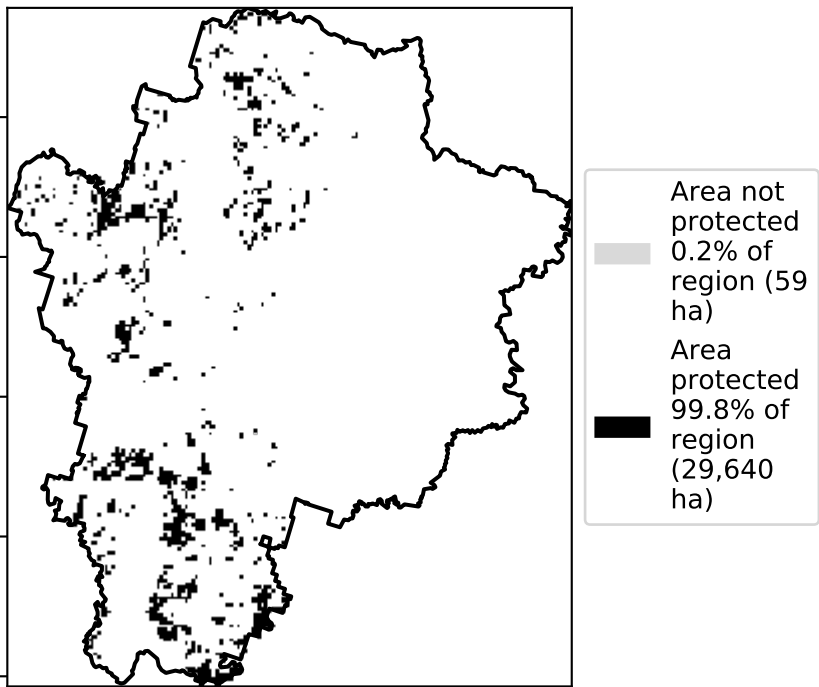 Area not
protected
0.2% of
region (59
ha)
Area
protected
99.8% of
region
(29,640
ha)